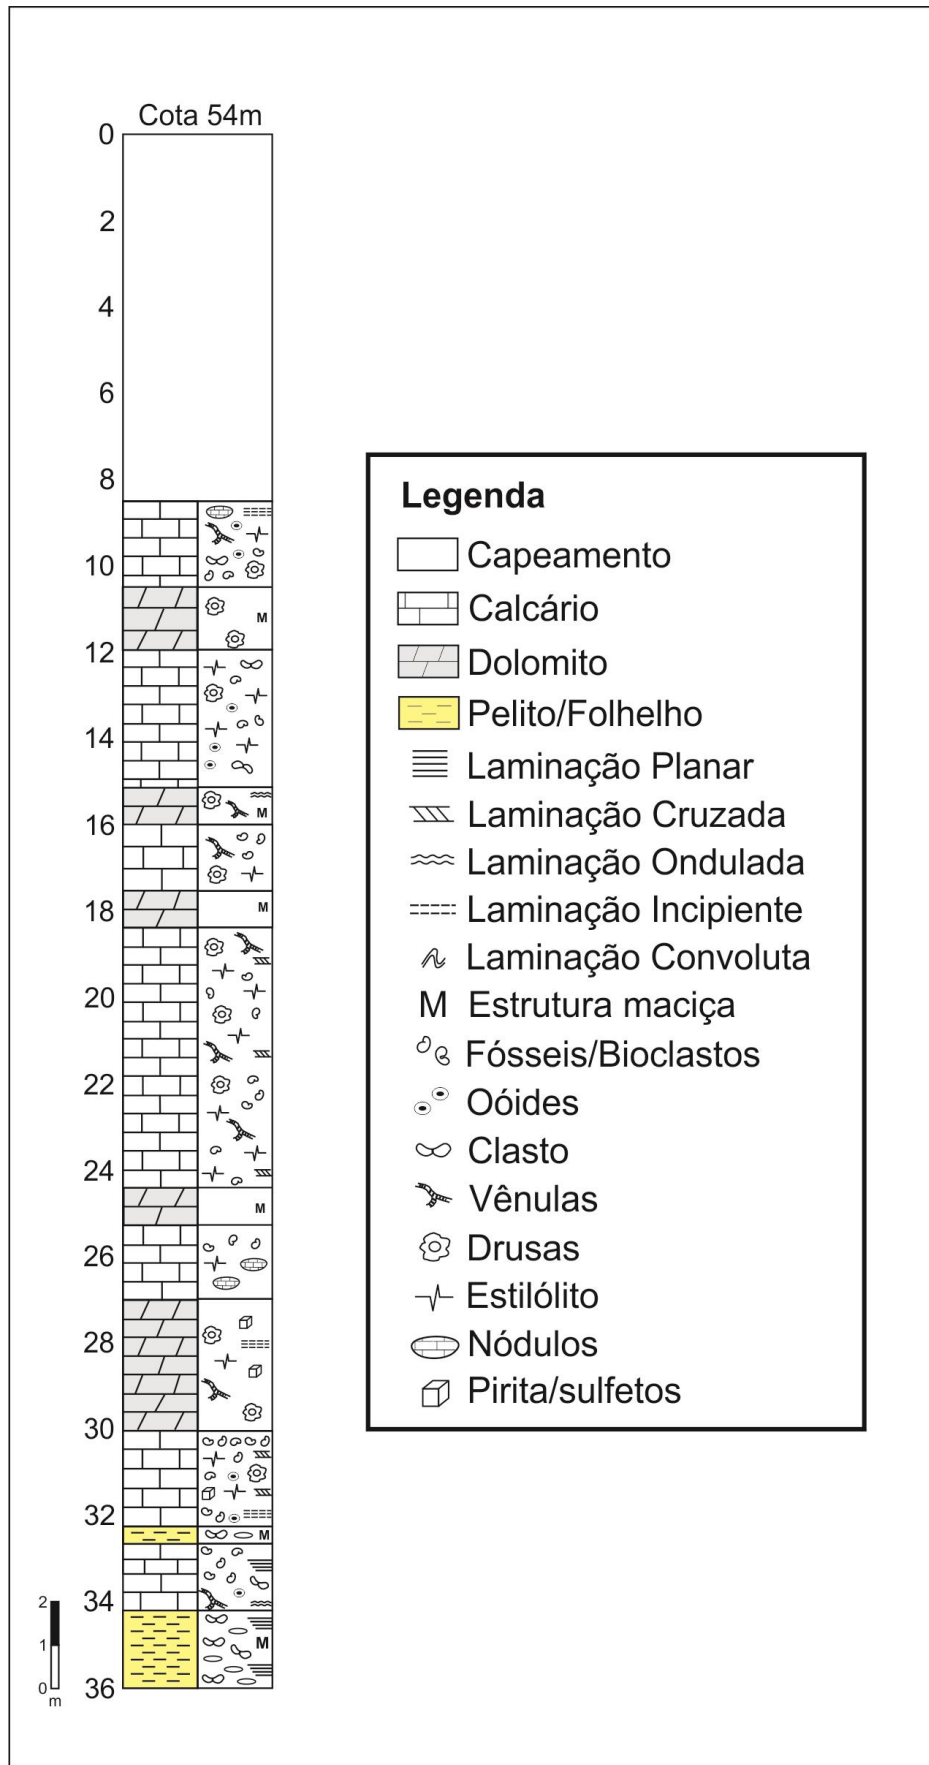 Cota 54m
0
2
4
6
8
10
12
14
16
18
20
22
24
26
28
30
32
34
36
M
M
M
M
M
M
2
1
0
m
Legenda
Capeamento
Calcário
Dolomito
Pelito/Folhelho
Laminação Planar
Laminação Cruzada
Laminação Ondulada
Laminação Incipiente
Laminação Convoluta
M Estrutura maciça
Fósseis/Bioclastos
Oóides
Clasto
Vênulas
Drusas
Estilólito
Nódulos
Pirita/sulfetos